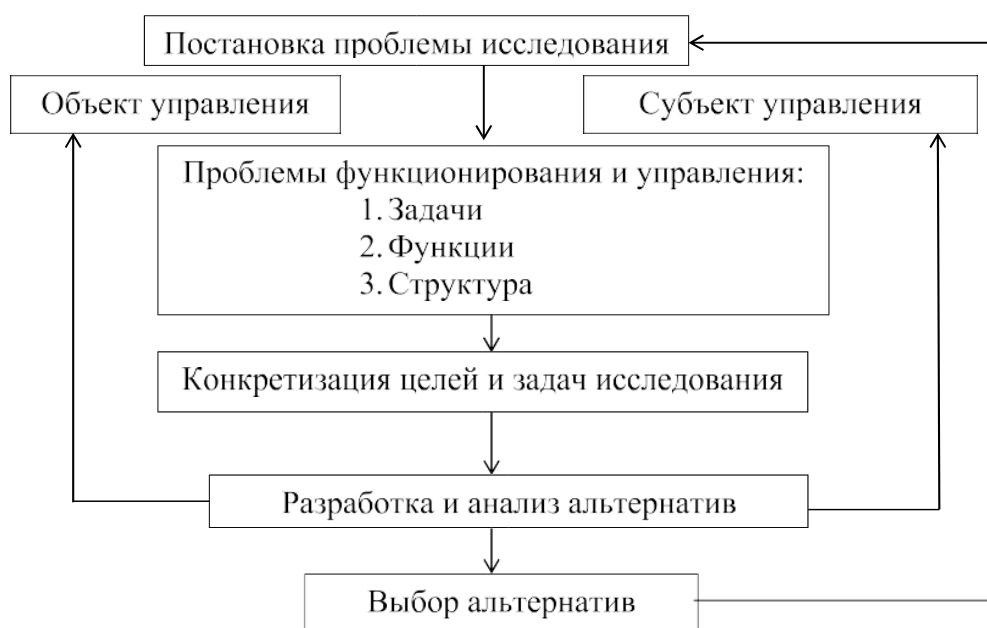 Постановка проблемы исследования
Объект управления
Субъект управления
Проблемы функционирования и управления:
1. Задачи
2. Функции
3. Структура
Конкретизация целей и задач исследования
Разработка и анализ альтернатив
Выбор альтернатив